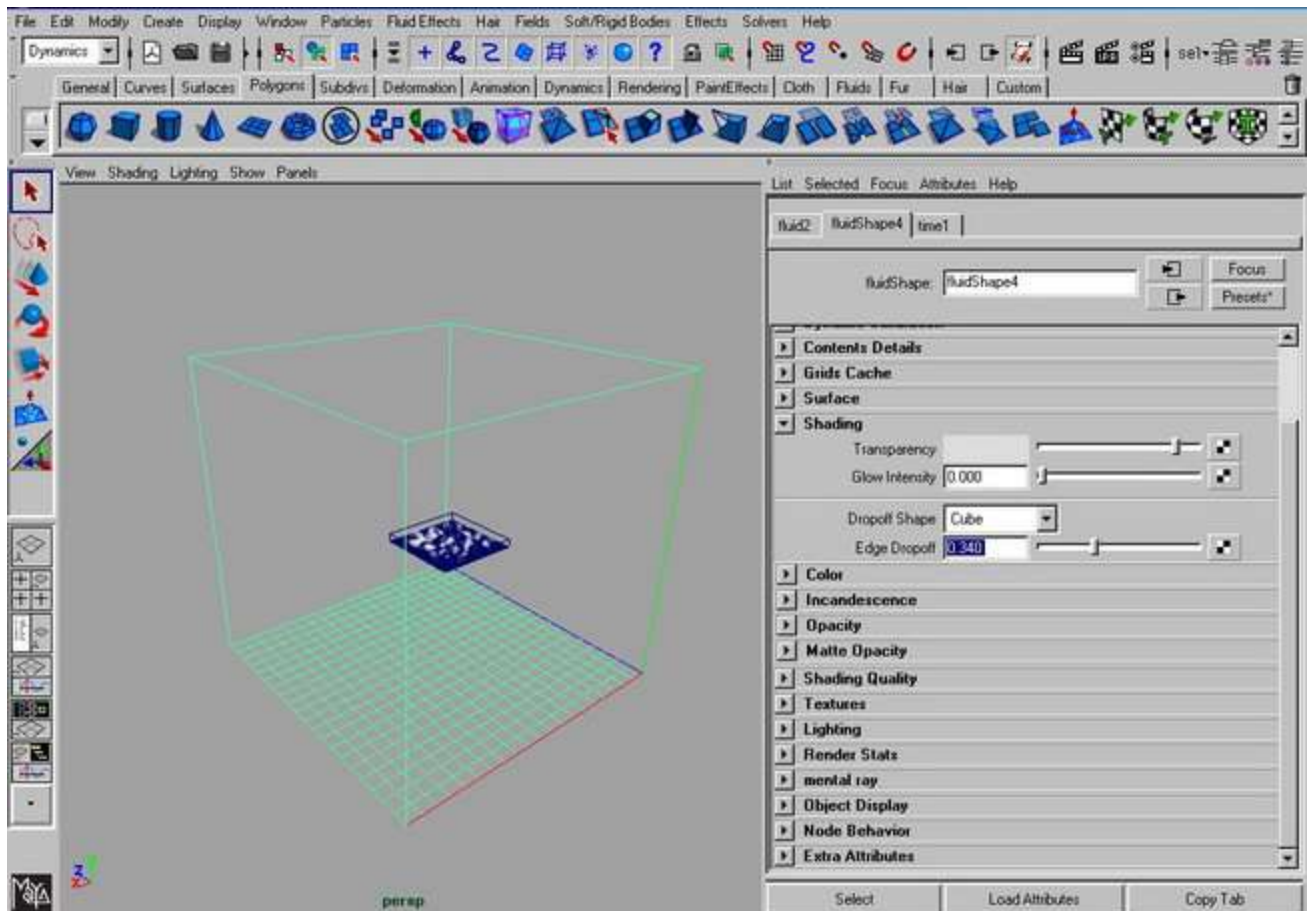 File Edit Modify Create Display Window Particles Fluid Effects Hair Fields Soft/Rigid Bodies Effects Solvers Help
Dynamics
sel
General Curves Surfaces Polygons Subdivs Deformation Animation Dynamics Rendering PaintEffects Cloth Fluids Fur Hair Custom
View Shading Lighting Show Panels
List Selected Focus Attributes Help
fluid2 fluidShape4 time1
fluidShape: fluidShape4
Focus
Presets*
Contents Details
Grids Cache
Surface
Shading
Transparency
Glow Intensity 0.000
Dropoff Shape Cube
Edge Dropoff 0.340
Color
Incandescence
Opacity
Matte Opacity
Shading Quality
Textures
Lighting
Render Stats
mental ray
Object Display
Node Behavior
Extra Attributes
persp
Select Load Attributes Copy Tab